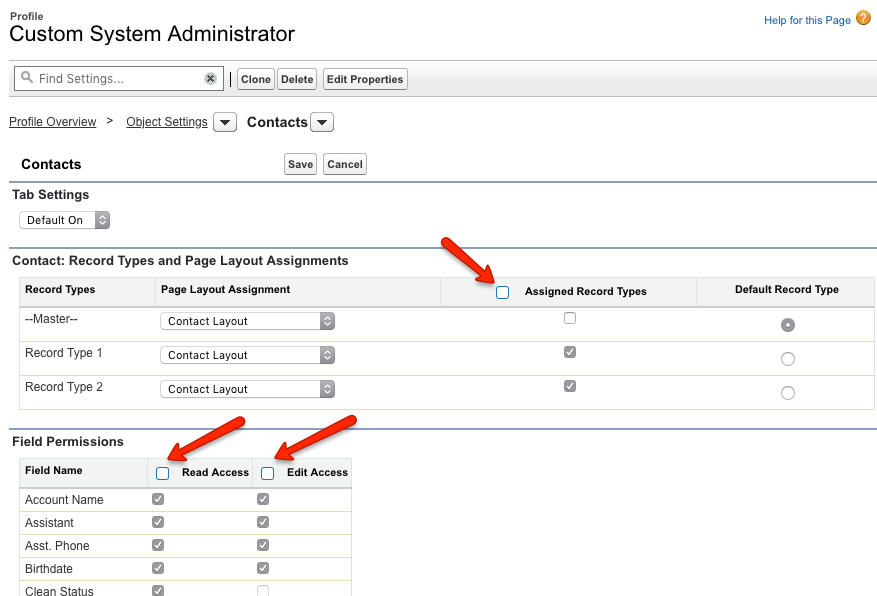 Profile
Custom System Administrator
Help for this Page ?
Find Settings...
Clone Delete Edit Properties
Profile Overview > Object Settings Contacts
Contacts Save Cancel
Tab Settings
Default On
Contact: Record Types and Page Layout Assignments
Record Types Page Layout Assignment Assigned Record Types Default Record Type
--Master-- Contact Layout
Record Type 1 Contact Layout
Record Type 2 Contact Layout
Field Permissions
Field Name Read Access Edit Access
Account Name
Assistant
Asst. Phone
Birthdate
Clean Status